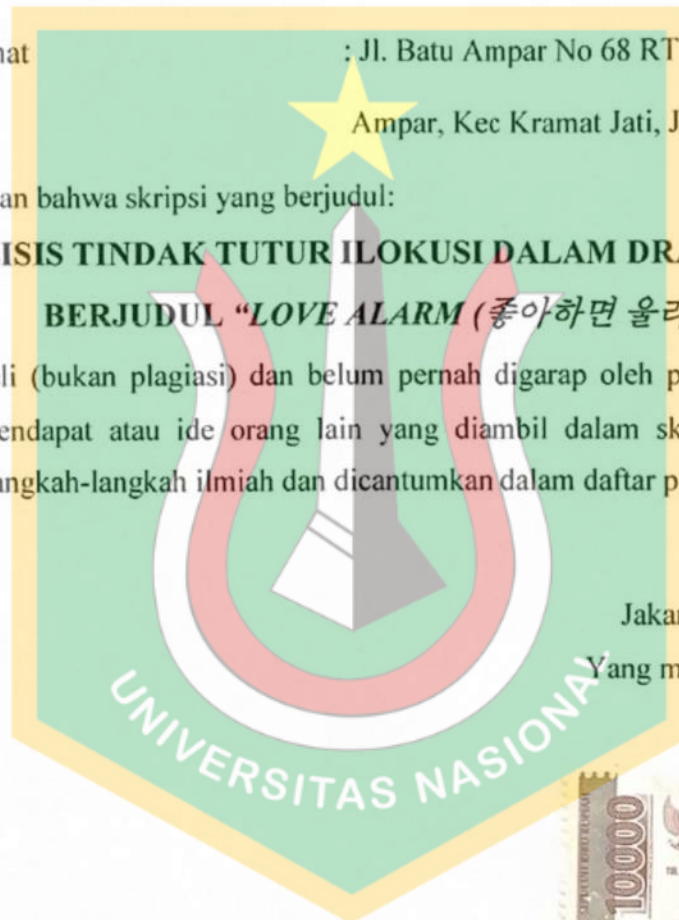 nat : Jl. Batu Ampar No 68 RT
Ampar, Kec Kramat Jati, J
an bahwa skripsi yang berjudul:
ISIS TINDAK TUTUR ILOKUSI DALAM DRA
BERJUDUL “LOVE ALARM (좋아하면 울리
li (bukan plagiasi) dan belum pernah digarap oleh p
endapat atau ide orang lain yang diambil dalam sk
angkah-langkah ilmiah dan dicantumkan dalam daftar p
Jakar
Yang m
UNIVERSITAS NASIONAL
10000